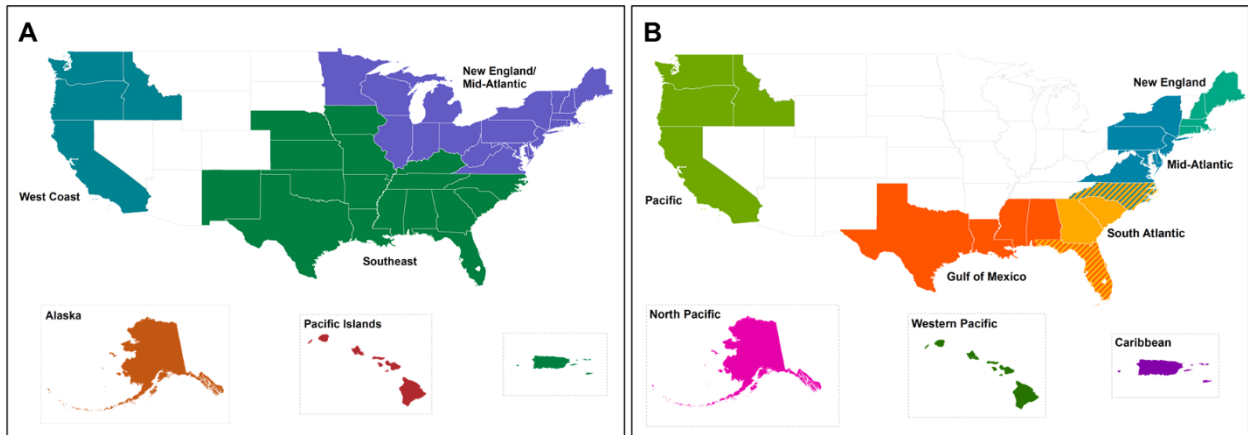 A
New England/
Mid-Atlantic
West Coast
Southeast
Alaska
Pacific Islands
B
New England
Mid-Atlantic
Pacific
South Atlantic
Gulf of Mexico
North Pacific
Western Pacific
Caribbean